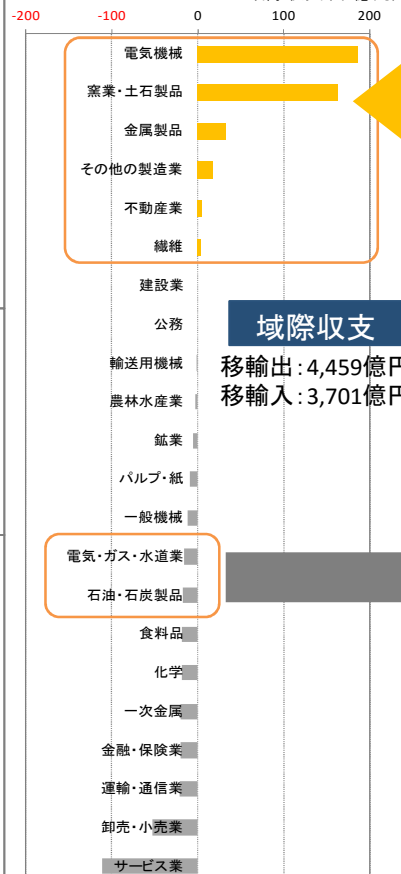 -200
-100
0
100
200
電気機械
窯業・土石製品
金属製品
その他の製造業
不動産業
繊維
建設業
公務
域際収支
輸送用機械
移輸出：4,459億円
農林水産業
移輸入：3,701億円
鉱業
パルプ・紙
一般機械
電気・ガス・水道業
石油・石炭製品
食料品
化学
一次金属
金融・保険業
運輸・通信業
卸売・小売業
サービス業